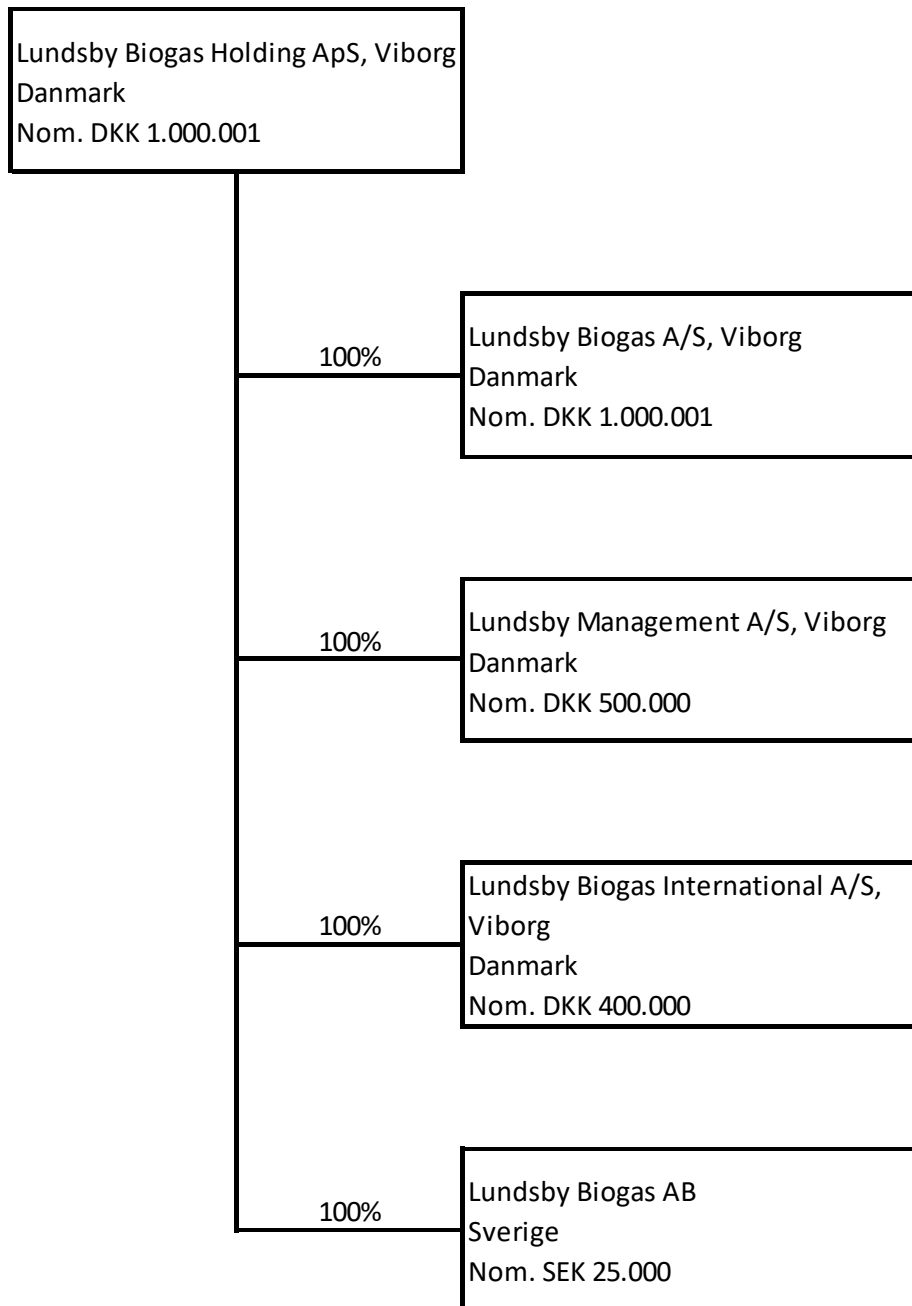 Lundsby Biogas Holding ApS, Viborg
Danmark
Nom. DKK 1.000.001
100%
Lundsby Biogas A/S, Viborg
Danmark
Nom. DKK 1.000.001
100%
Lundsby Management A/S, Viborg
Danmark
Nom. DKK 500.000
100%
Lundsby Biogas International A/S,
Viborg
Danmark
Nom. DKK 400.000
100%
Lundsby Biogas AB
Sverige
Nom. SEK 25.000